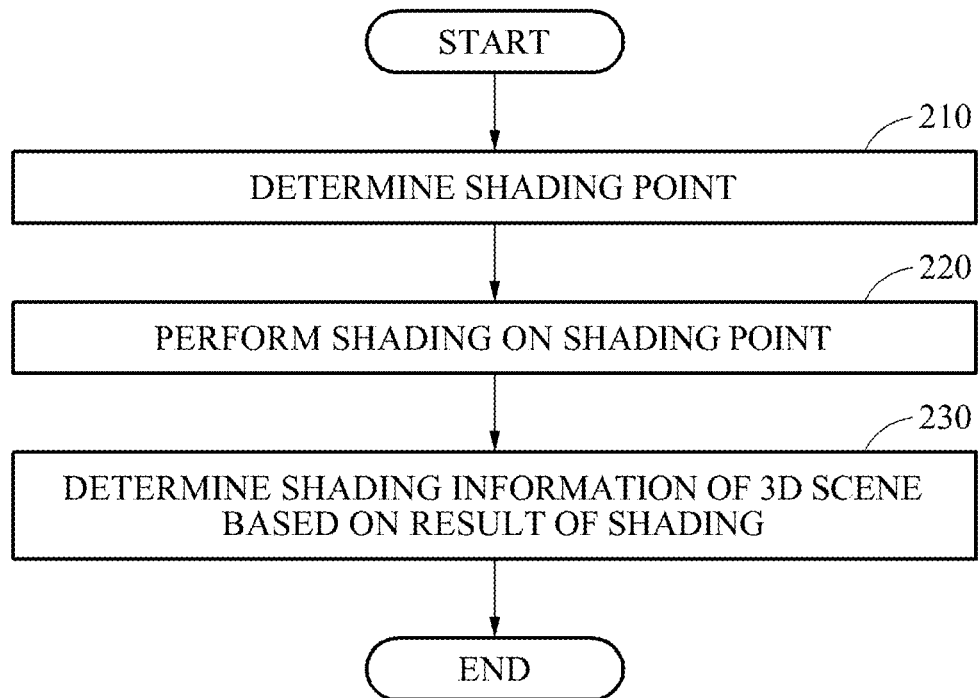 START
210
DETERMINE SHADING POINT
220
PERFORM SHADING ON SHADING POINT
230
DETERMINE SHADING INFORMATION OF 3D SCENE
BASED ON RESULT OF SHADING
END